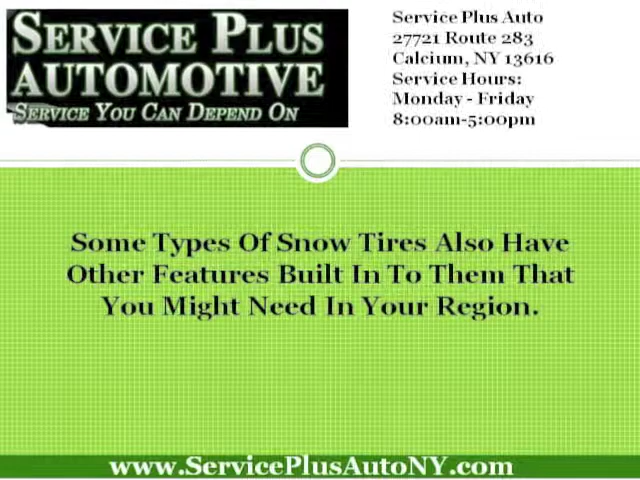 SERVICE PLUS
AUTOMOTIVE
SERVICE YOU CAN DEPEND ON
Service Plus Auto
27721 Route 283
Calcium, NY 13616
Service Hours:
Monday - Friday
8:00am-5:00pm
Some Types Of Snow Tires Also Have
Other Features Built In To Them That
You Might Need In Your Region.
www.ServicePlusAutoNY.com